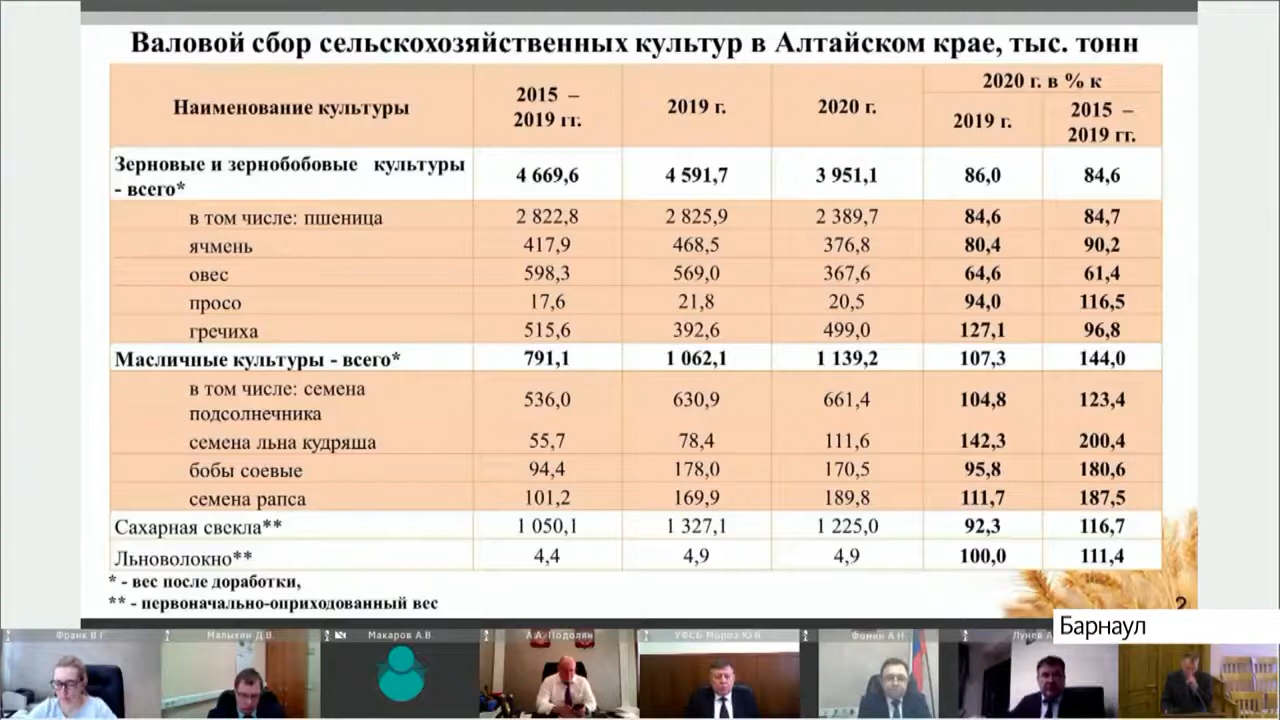 Валовой сбор сельскохозяйственных культур в Алтайском крае, тыс. тонн
Наименование культуры 2015 – 2019 гг. 2019 г. 2020 г. 2020 г. в % к
2019 г. 2015 – 2019 гг.
Зерновые и зернобобовые культуры
- всего* 4 669,6 4 591,7 3 951,1 86,0 84,6
в том числе: пшеница 2 822,8 2 825,9 2 389,7 84,6 84,7
ячмень 417,9 468,5 376,8 80,4 90,2
овес 598,3 569,0 367,6 64,6 61,4
просо 17,6 21,8 20,5 94,0 116,5
гречиха 515,6 392,6 499,0 127,1 96,8
Масличные культуры - всего* 791,1 1 062,1 1 139,2 107,3 144,0
в том числе: семена
подсолнечника 536,0 630,9 661,4 104,8 123,4
семена льна кудряша 55,7 78,4 111,6 142,3 200,4
бобы соевые 94,4 178,0 170,5 95,8 180,6
семена рапса 101,2 169,9 189,8 111,7 187,5
Сахарная свекла** 1 050,1 1 327,1 1 225,0 92,3 116,7
Льноволокно** 4,4 4,9 4,9 100,0 111,4
* - вес после доработки,
** - первоначально-оприходованный вес
2
Барнаул
Франк В Г Малыхин Д.В. Макаров А.В. А.А. Подолян УФСБ Мороз Ю.В. Фомин А Н Лунев А